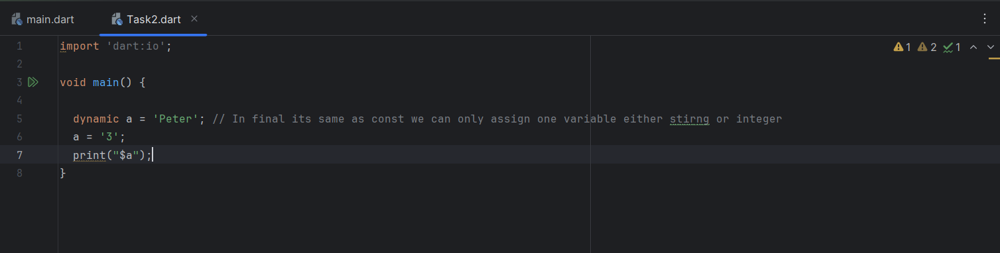 main.dart
Task2.dart
1 import 'dart:io';
2
3 void main() {
4
5 dynamic a = 'Peter'; // In final its same as const we can only assign one variable either stirng or integer
6 a = '3';
7 print("$a");
8 }
1 2 1